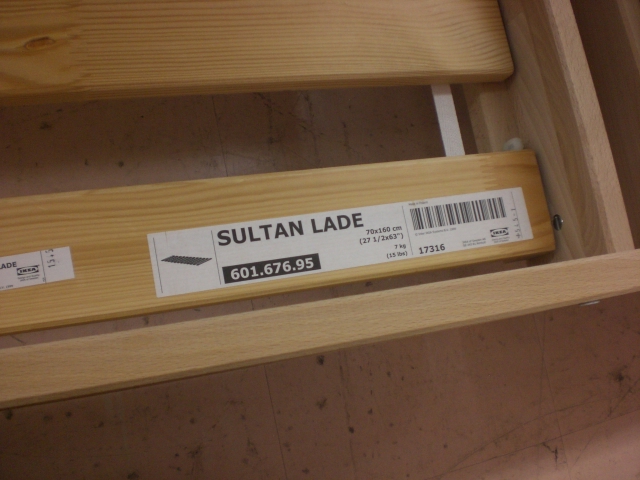 SULTAN LADE
601.676.95
70x160 cm
(27 1/2x63")
7 kg
(15 lbs)
17316
IKEA
LADE
IKEA